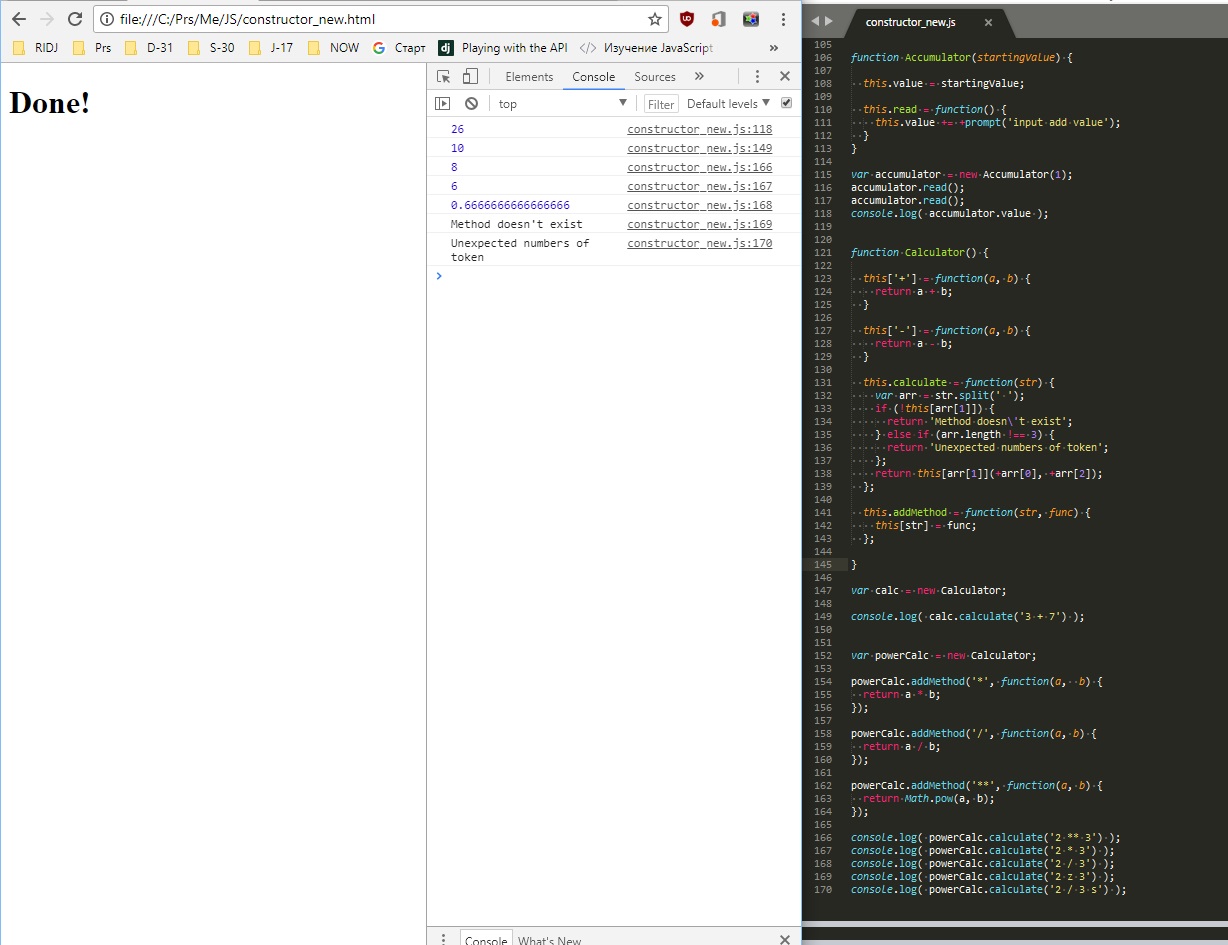 file:///C:/Prs/Me/JS/constructor_new.html
RIDJ Prs D-31 S-30 J-17 NOW Старт dj Playing with the API </> Изучение JavaScript »
Done!
Elements Console Sources »
top Filter Default levels
26 constructor_new.js:118
10 constructor_new.js:149
8 constructor_new.js:166
6 constructor_new.js:167
0.6666666666666666 constructor_new.js:168
Method doesn't exist constructor_new.js:169
Unexpected numbers of constructor_new.js:170
token
>
Console What's New
constructor_new.js
105
106 function Accumulator(startingValue) {
107
108 this.value = startingValue;
109
110 this.read = function() {
111 this.value += +prompt('input add value');
112 }
113 }
114
115 var accumulator = new Accumulator(1);
116 accumulator.read();
117 accumulator.read();
118 console.log( accumulator.value );
119
120
121 function Calculator() {
122
123 this['+'] = function(a, b) {
124 return a + b;
125 }
126
127 this['-'] = function(a, b) {
128 return a - b;
129 }
130
131 this.calculate = function(str) {
132 var arr = str.split(' ');
133 if (!this[arr[1]]) {
134 return 'Method doesn\'t exist';
135 } else if (arr.length !== 3) {
136 return 'Unexpected numbers of token';
137 };
138 return this[arr[1]](+arr[0], +arr[2]);
139 };
140
141 this.addMethod = function(str, func) {
142 this[str] = func;
143 };
144
145 }
146
147 var calc = new Calculator;
148
149 console.log( calc.calculate('3 + 7') );
150
151
152 var powerCalc = new Calculator;
153
154 powerCalc.addMethod('*', function(a, b) {
155 return a * b;
156 });
157
158 powerCalc.addMethod('/', function(a, b) {
159 return a / b;
160 });
161
162 powerCalc.addMethod('**', function(a, b) {
163 return Math.pow(a, b);
164 });
165
166 console.log( powerCalc.calculate('2 ** 3') );
167 console.log( powerCalc.calculate('2 * 3') );
168 console.log( powerCalc.calculate('2 / 3') );
169 console.log( powerCalc.calculate('2 z 3') );
170 console.log( powerCalc.calculate('2 / 3 s') );